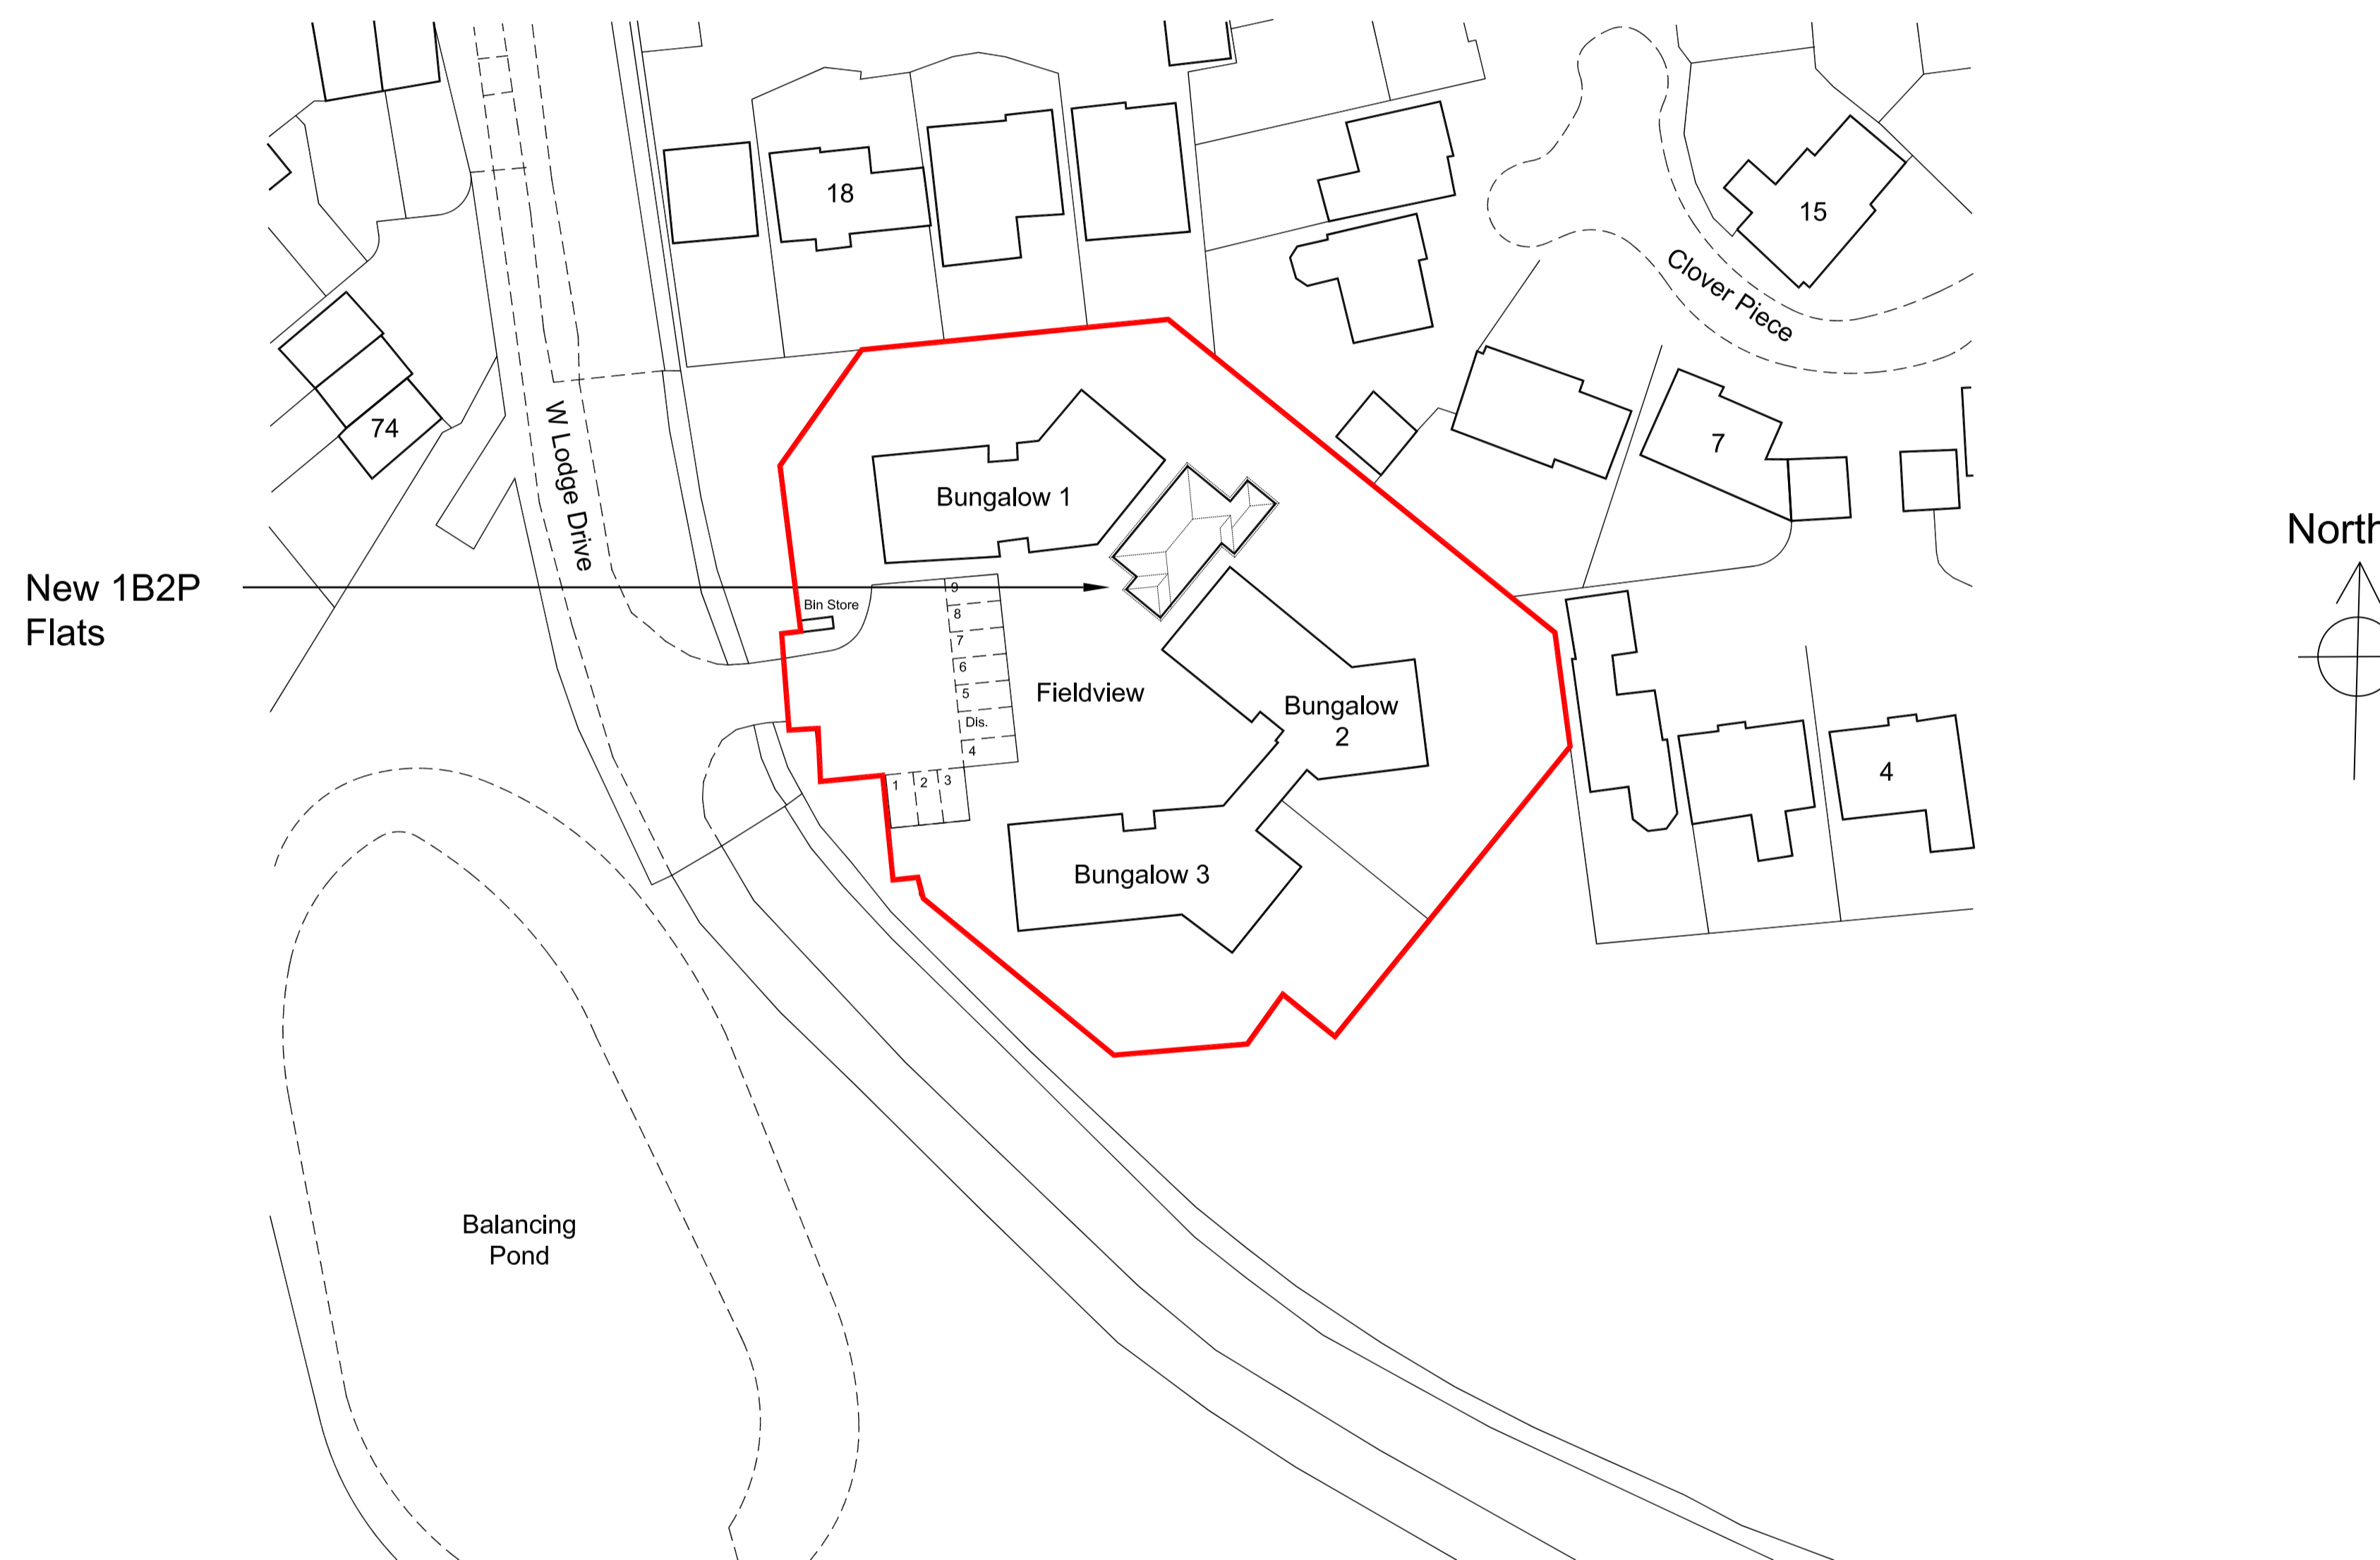 18
15
Clover Piece
74
W Lodge Drive
7
Bungalow 1
North
New 1B2P
Flats
Bin Store
9
8
7
6
5
Dis.
4
1
2
3
Fieldview
Bungalow
2
4
Bungalow 3
Balancing
Pond